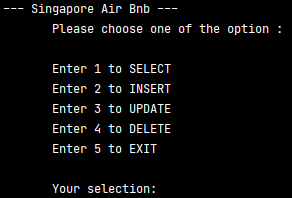 --- Singapore Air Bnb ---
Please choose one of the option :
Enter 1 to SELECT
Enter 2 to INSERT
Enter 3 to UPDATE
Enter 4 to DELETE
Enter 5 to EXIT
Your selection: